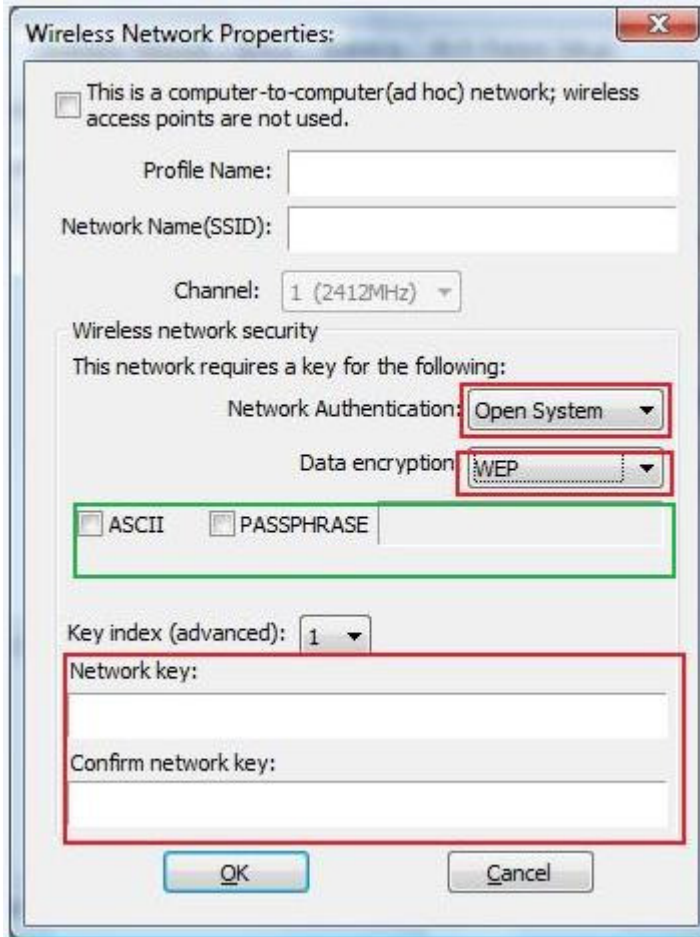 Wireless Network Properties:
This is a computer-to-computer(ad hoc) network; wireless
access points are not used.
Profile Name:
Network Name(SSID):
Channel: 1 (2412MHz)
Wireless network security
This network requires a key for the following:
Network Authentication: Open System
Data encryption: WEP
ASCII PASSPHRASE
Key index (advanced): 1
Network key:
Confirm network key:
OK Cancel